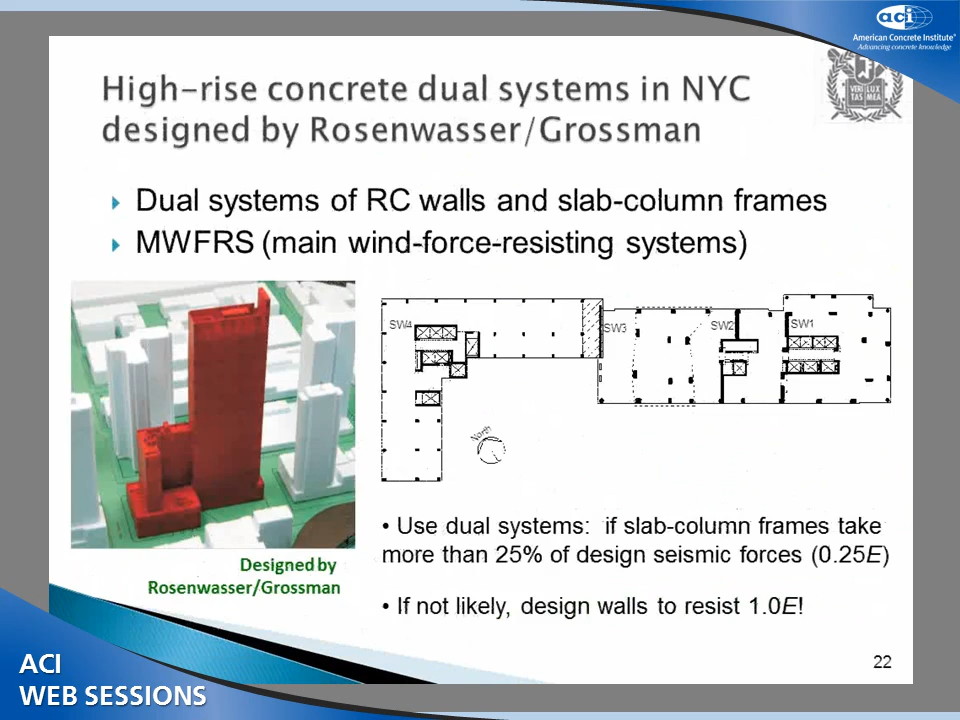 aci
American Concrete Institute®
Advancing concrete knowledge
VERI LUX
TAS MEA
High-rise concrete dual systems in NYC
designed by Rosenwasser/Grossman
Dual systems of RC walls and slab-column frames
MWFRS (main wind-force-resisting systems)
SW4
SW3
SW2
SW1
North
Designed by
Rosenwasser/Grossman
• Use dual systems: if slab-column frames take
more than 25% of design seismic forces (0.25E)
• If not likely, design walls to resist 1.0E!
22
ACI
WEB SESSIONS